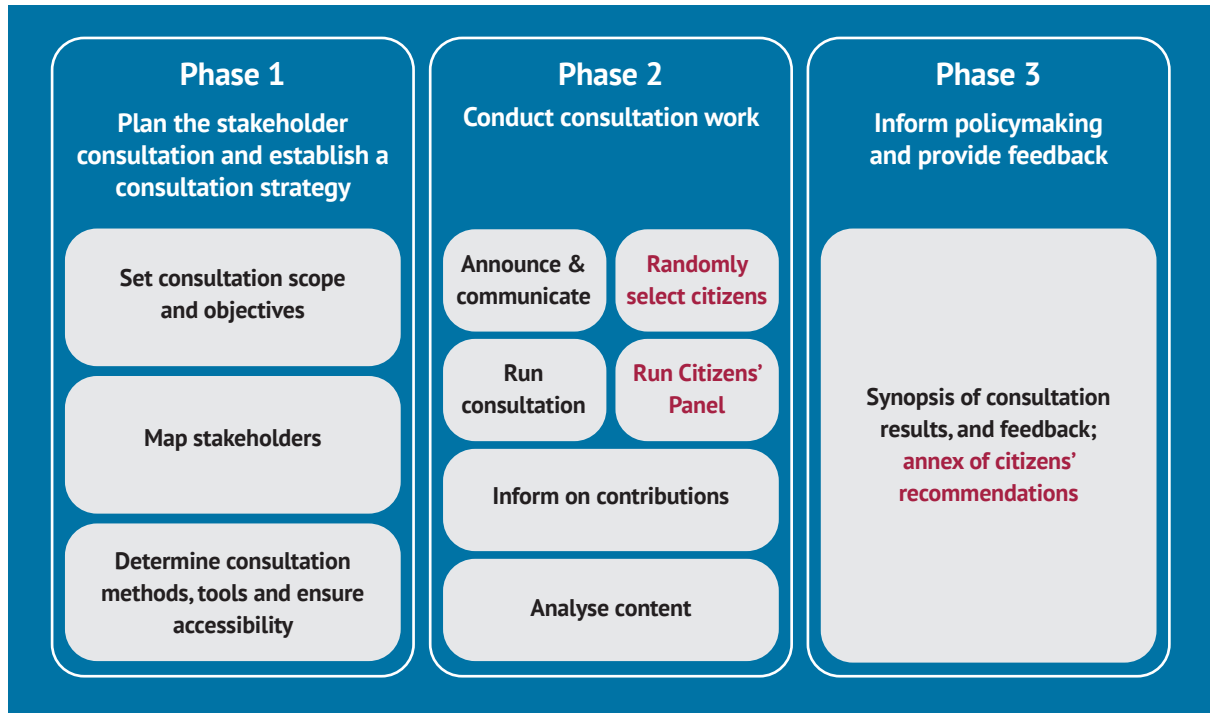 Phase 1
Plan the stakeholder
consultation and establish a
consultation strategy
Set consultation scope
and objectives
Map stakeholders
Determine consultation
methods, tools and ensure
accessibility
Phase 2
Conduct consultation work
Announce &
communicate
Randomly
select citizens
Run
consultation
Run Citizens’
Panel
Inform on contributions
Analyse content
Phase 3
Inform policymaking
and provide feedback
Synopsis of consultation
results, and feedback;
annex of citizens’
recommendations